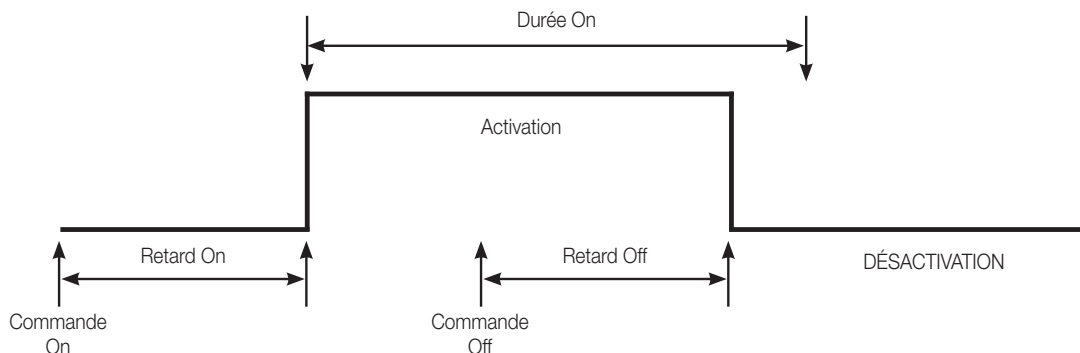 Durée On
Activation
Retard On
Retard Off
DÉSACTIVATION
Commande
On
Commande
Off